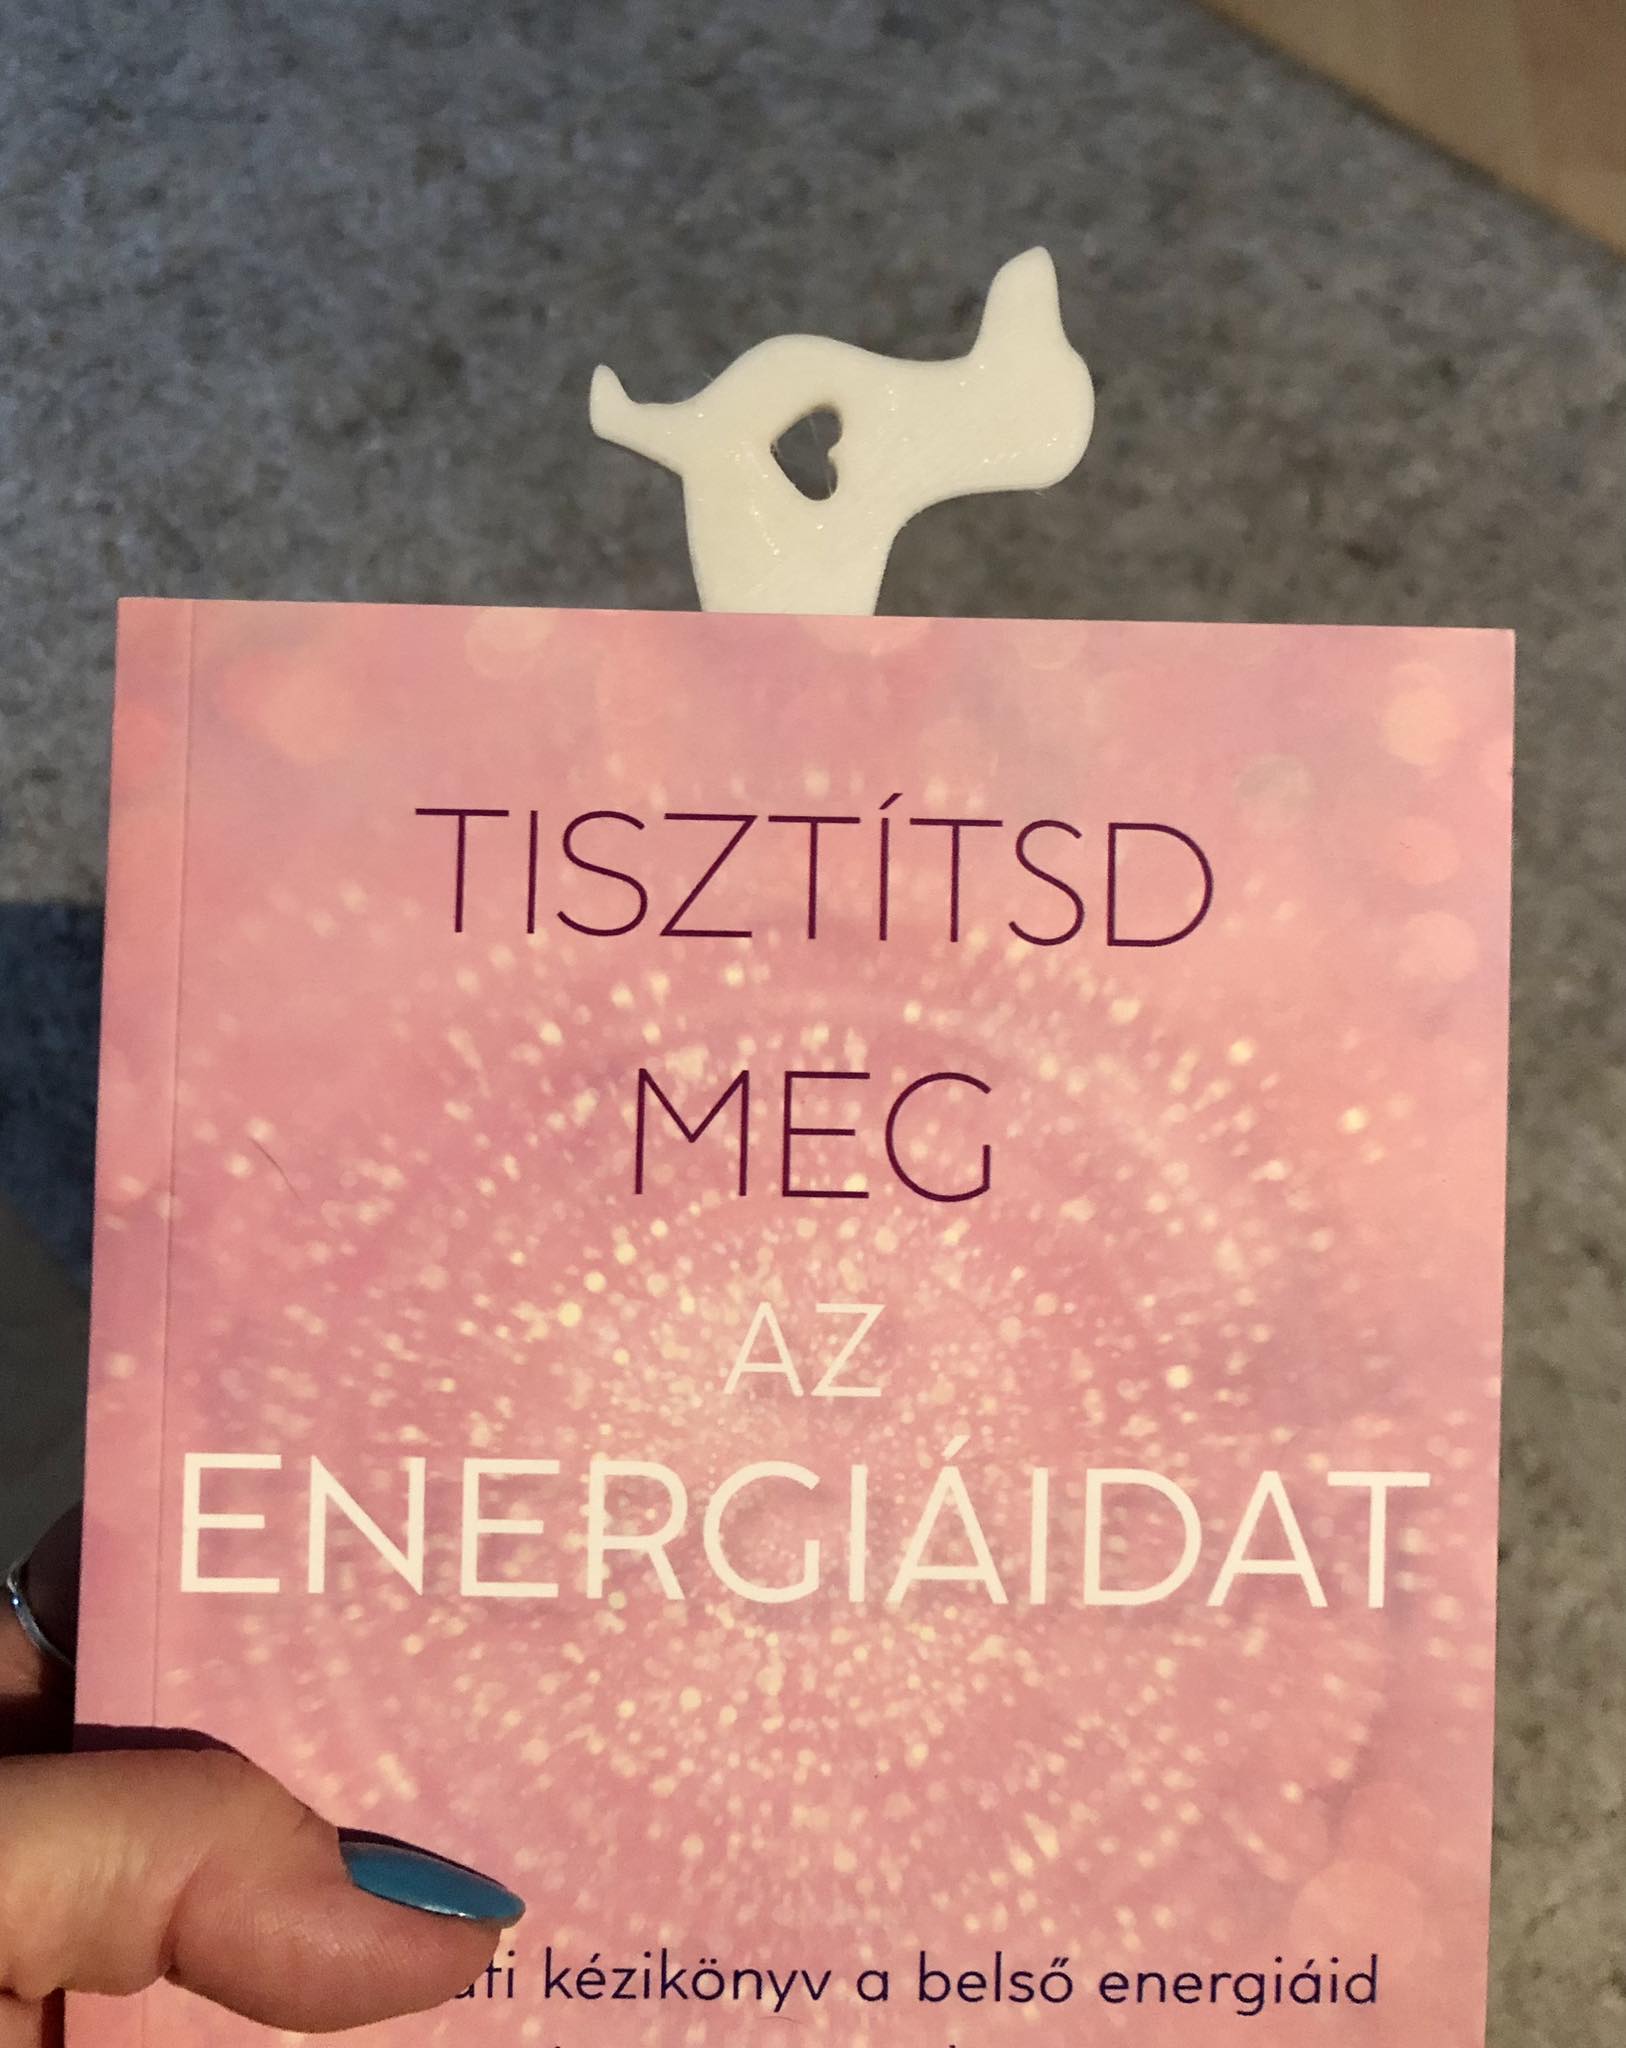 TISZTÍTSD
MEG
AZ
ENERGIÁIDAT
kézikönyv a belső energiáid